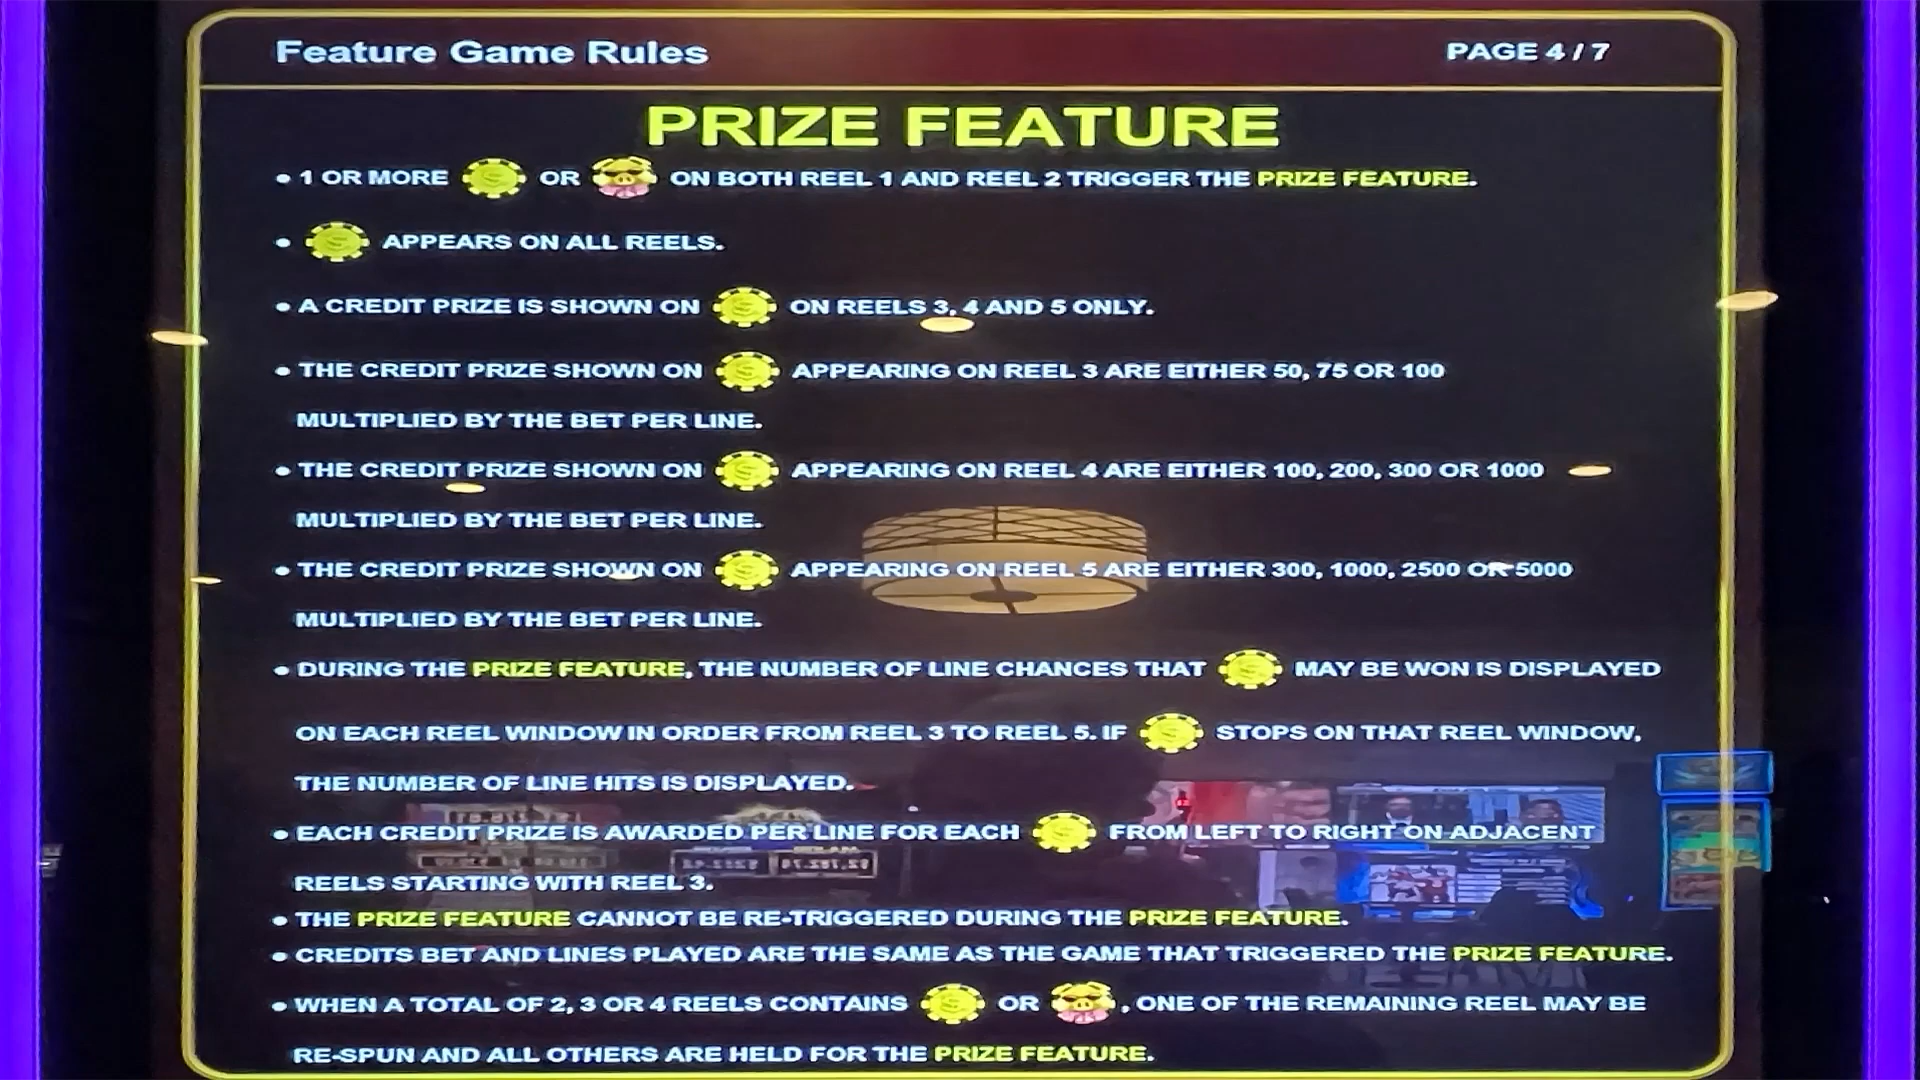 Feature Game Rules
PAGE 4 / 7
PRIZE FEATURE
• 1 OR MORE OR ON BOTH REEL 1 AND REEL 2 TRIGGER THE PRIZE FEATURE.
• APPEARS ON ALL REELS.
• A CREDIT PRIZE IS SHOWN ON ON REELS 3, 4 AND 5 ONLY.
• THE CREDIT PRIZE SHOWN ON APPEARING ON REEL 3 ARE EITHER 50, 75 OR 100
MULTIPLIED BY THE BET PER LINE.
• THE CREDIT PRIZE SHOWN ON APPEARING ON REEL 4 ARE EITHER 100, 200, 300 OR 1000
MULTIPLIED BY THE BET PER LINE.
• THE CREDIT PRIZE SHOWN ON APPEARING ON REEL 5 ARE EITHER 300, 1000, 2500 OR 5000
MULTIPLIED BY THE BET PER LINE.
• DURING THE PRIZE FEATURE, THE NUMBER OF LINE CHANCES THAT MAY BE WON IS DISPLAYED
ON EACH REEL WINDOW IN ORDER FROM REEL 3 TO REEL 5. IF STOPS ON THAT REEL WINDOW,
THE NUMBER OF LINE HITS IS DISPLAYED.
• EACH CREDIT PRIZE IS AWARDED PER LINE FOR EACH FROM LEFT TO RIGHT ON ADJACENT
REELS STARTING WITH REEL 3.
• THE PRIZE FEATURE CANNOT BE RE-TRIGGERED DURING THE PRIZE FEATURE.
• CREDITS BET AND LINES PLAYED ARE THE SAME AS THE GAME THAT TRIGGERED THE PRIZE FEATURE.
• WHEN A TOTAL OF 2, 3 OR 4 REELS CONTAINS OR , ONE OF THE REMAINING REEL MAY BE
RE-SPUN AND ALL OTHERS ARE HELD FOR THE PRIZE FEATURE.